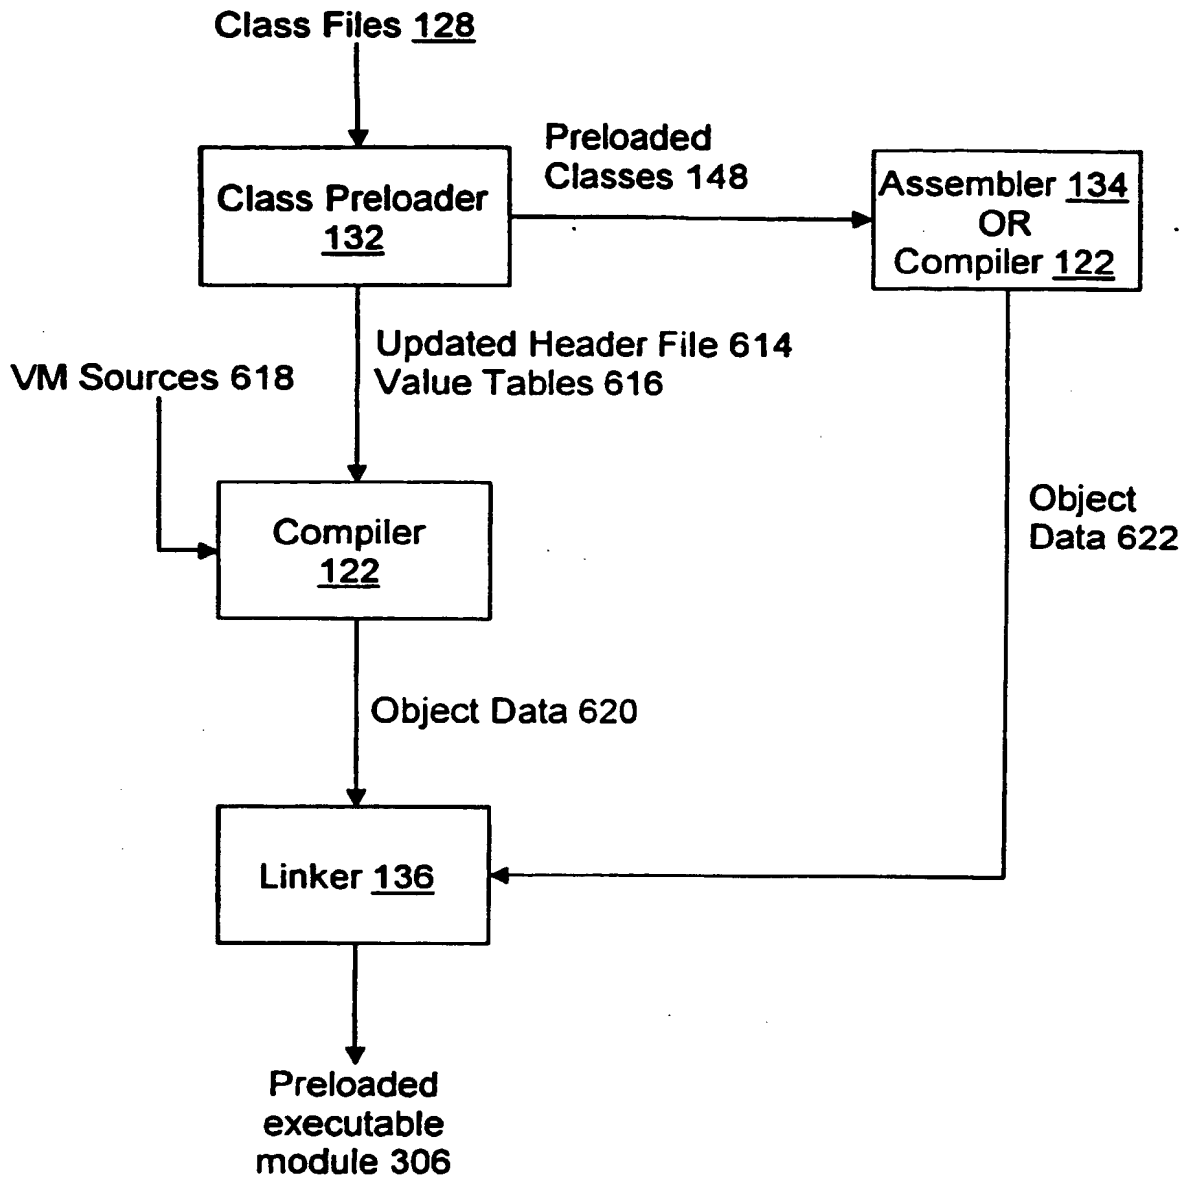 Class Files 128
Preloaded
Classes 148
Class Preloader
132
Assembler 134
OR
Compiler 122
Updated Header File 614
Value Tables 616
VM Sources 618
Compiler
122
Object
Data 622
Object Data 620
Linker 136
Preloaded
executable
module 306